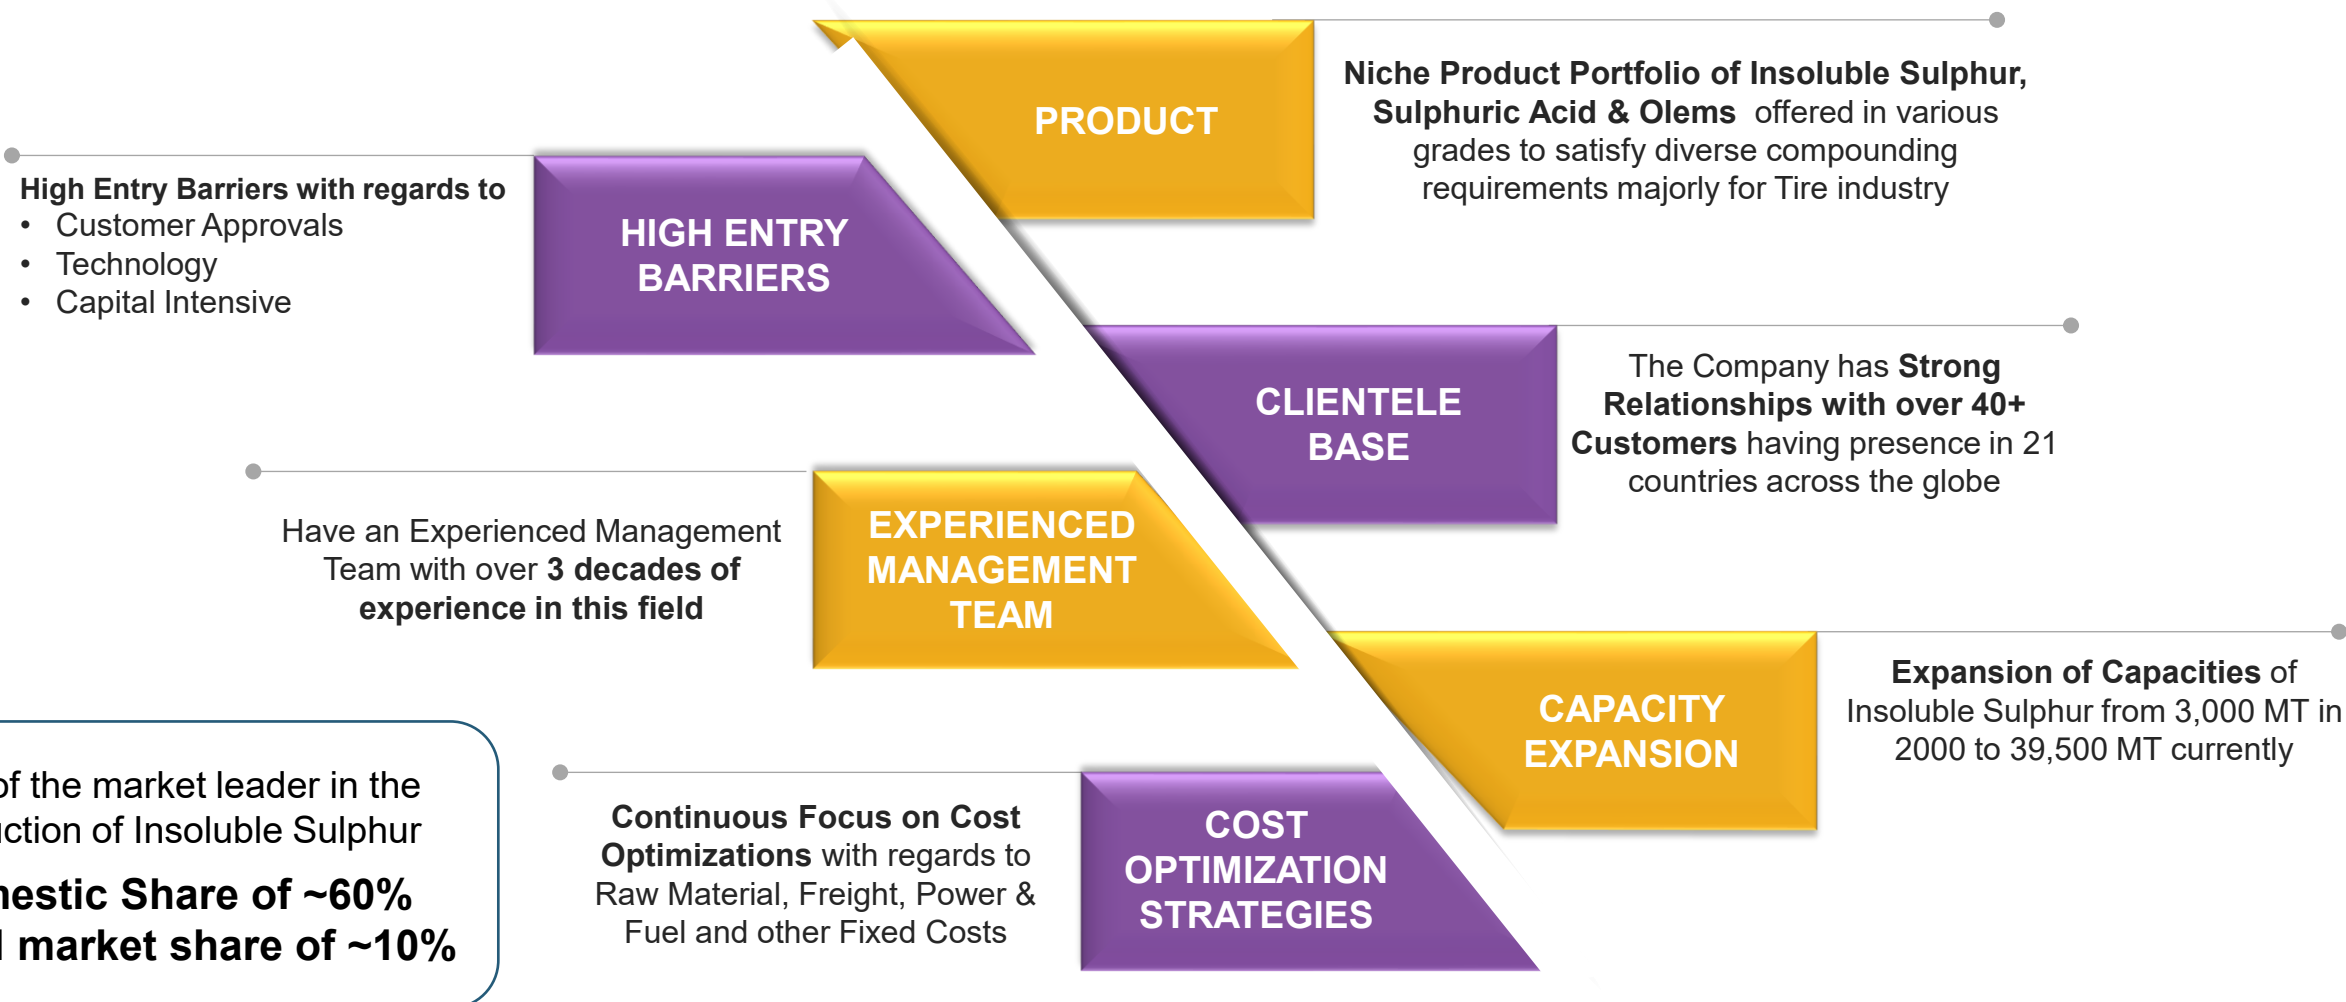 PRODUCT
Niche Product Portfolio of Insoluble Sulphur,
Sulphuric Acid & Olems offered in various
grades to satisfy diverse compounding
requirements majorly for Tire industry
High Entry Barriers with regards to
• Customer Approvals
• Technology
• Capital Intensive
HIGH ENTRY
BARRIERS
CLIENTELE
BASE
The Company has Strong
Relationships with over 40+
Customers having presence in 21
countries across the globe
Have an Experienced Management
Team with over 3 decades of
experience in this field
EXPERIENCED
MANAGEMENT
TEAM
CAPACITY
EXPANSION
Expansion of Capacities of
Insoluble Sulphur from 3,000 MT in
2000 to 39,500 MT currently
of the market leader in the
of Insoluble Sulphur
Share of ~60%
market share of ~10%
Continuous Focus on Cost
Optimizations with regards to
Raw Material, Freight, Power &
Fuel and other Fixed Costs
COST
OPTIMIZATION
STRATEGIES